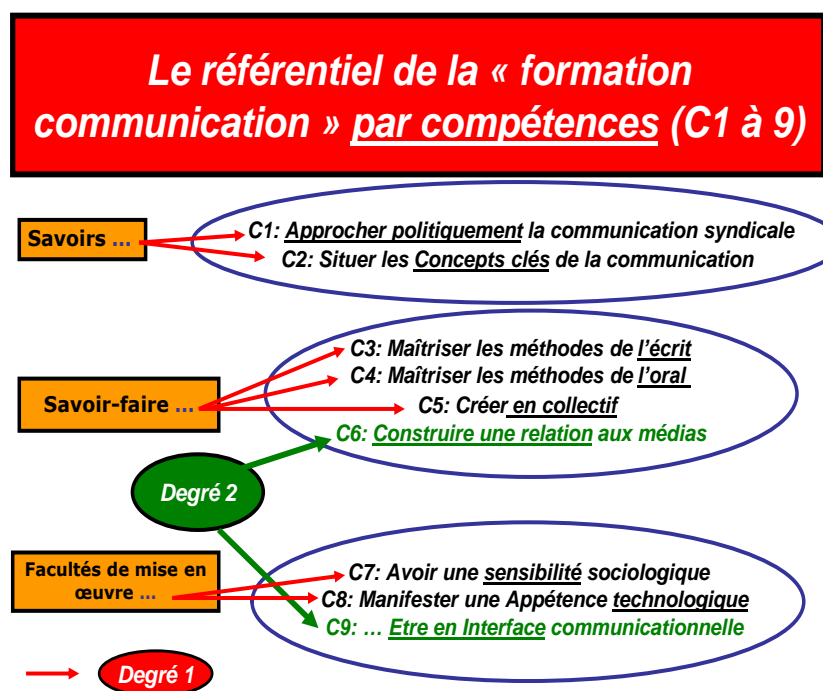 Le référentiel de la « formation
communication » par compétences (C1 à 9)
Savoirs ...
C1: Approcher politiquement la communication syndicale
C2: Situer les Concepts clés de la communication
Savoir-faire ...
C3: Maîtriser les méthodes de l’écrit
C4: Maîtriser les méthodes de l’oral
C5: Créer en collectif
C6: Construire une relation aux médias
Degré 2
Facultés de mise en
œuvre ...
C7: Avoir une sensibilité sociologique
C8: Manifester une Appétence technologique
C9: ... Etre en Interface communicationnelle
Degré 1